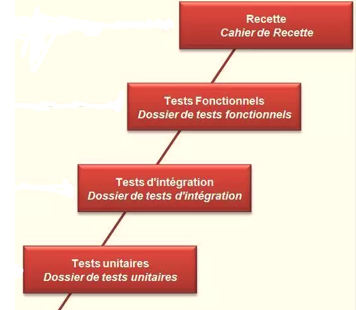 Recette
Cahier de Recette
Tests Fonctionnels
Dossier de tests fonctionnels
Tests d'intégration
Dossier de tests d'intégration
Tests unitaires
Dossier de tests unitaires